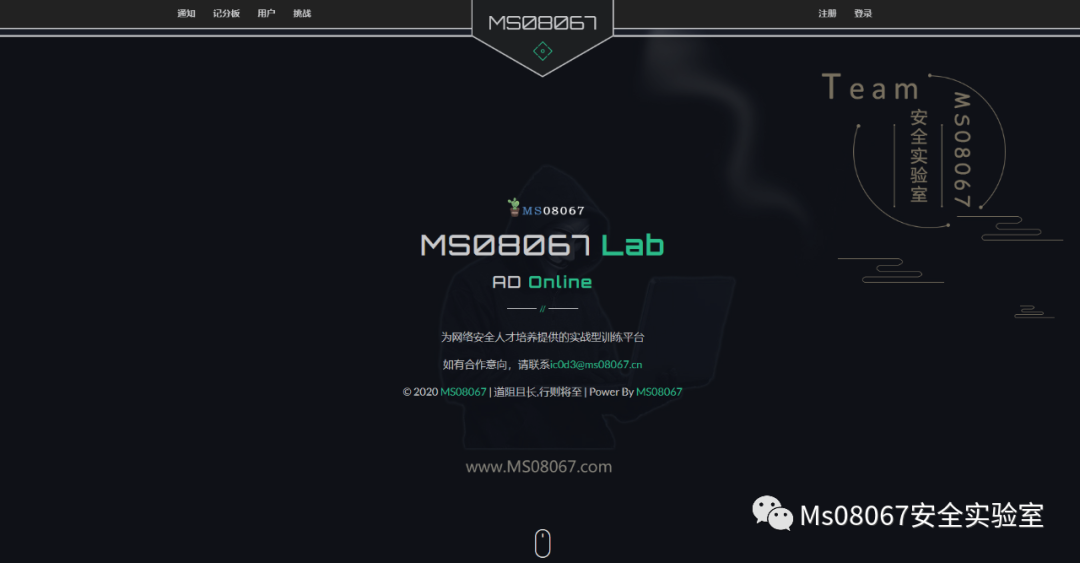 通知 记分板 用户 挑战 MS08067 注册 登录
Team
MS08067
安全实验室
MS08067
MS08067 Lab
AD Online
//
为网络安全人才培养提供的实战型训练平台
如有合作意向，请联系ic0d3@ms08067.cn
© 2020 MS08067 | 道阻且长,行则将至 | Power By MS08067
www.MS08067.com
Ms08067安全实验室